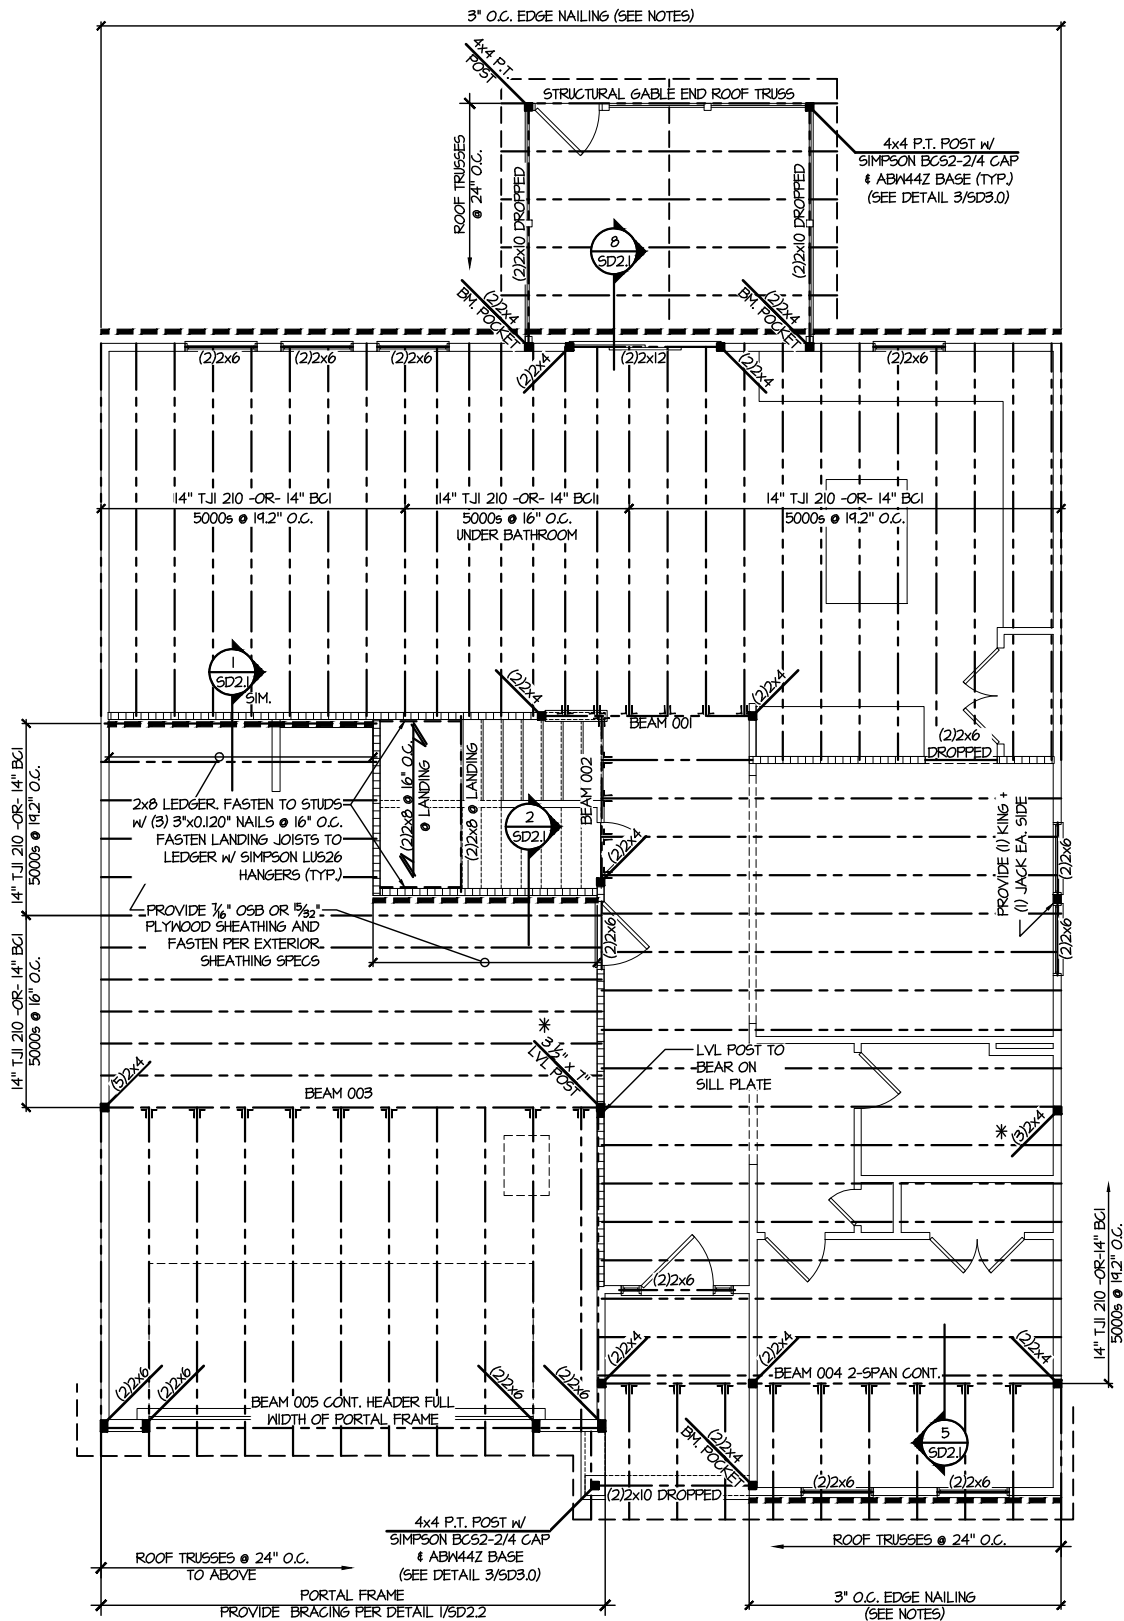 3" O.C. EDGE NAILING (SEE NOTES)
4x4 P.T.
POST
STRUCTURAL GABLE END ROOF TRUSS
ROOF TRUSSES
@ 24" O.C.
(2)2x10 DROPPED
(2)2x10 DROPPED
4x4 P.T. POST W/
SIMPSON BCS2-2/4 CAP
& ABW44Z BASE (TYP.)
(SEE DETAIL 3/SD3.0)
8
SD2.1
(2)2x4
BM. POCKET
(2)2x4
BM. POCKET
(2)2x6
(2)2x6
(2)2x6
(2)2x4
(2)2x12
(2)2x4
(2)2x6
14" TJI 210 -OR- 14" BCI
5000s @ 19.2" O.C.
14" TJI 210 -OR- 14" BCI
5000s @ 16" O.C.
UNDER BATHROOM
14" TJI 210 -OR- 14" BCI
5000s @ 19.2" O.C.
1
SD2.1
SIM.
(2)2x4
(2)2x4
BEAM 001
(2)2x6
DROPPED
14" TJI 210 -OR- 14" BCI
5000s @ 19.2" O.C.
(2)2x8 @ 16" O.C.
@ LANDING
(2)2x8 @ LANDING
BEAM 002
2
SD2.1
(2)2x4
2x8 LEDGER. FASTEN TO STUDS
W/ (3) 3"x0.120" NAILS @ 16" O.C.
FASTEN LANDING JOISTS TO
LEDGER W/ SIMPSON LUS26
HANGERS (TYP.)
PROVIDE (1) KING +
(1) JACK EA. SIDE
(2)2x6
(2)2x6
PROVIDE 7/16" OSB OR 15/32"
PLYWOOD SHEATHING AND
FASTEN PER EXTERIOR
SHEATHING SPECS
(2)2x6
14" TJI 210 -OR- 14" BCI
5000s @ 16" O.C.
* 3 1/2" x 7"
LVL POST
LVL POST TO
BEAR ON
SILL PLATE
(5)2x4
BEAM 003
* (3)2x4
14" TJI 210 -OR-14" BCI
5000s @ 19.2" O.C.
(2)2x6
(2)2x4
(2)2x4
(2)2x4
BEAM 004 2-SPAN CONT.
(2)2x6
(2)2x6
(2)2x6
(2)2x6
BEAM 005 CONT. HEADER FULL
WIDTH OF PORTAL FRAME
5
SD2.1
(2)2x4
BM. POCKET
(2)2x6
(2)2x6
(2)2x10 DROPPED
4x4 P.T. POST W/
SIMPSON BCS2-2/4 CAP
& ABW44Z BASE
(SEE DETAIL 3/SD3.0)
ROOF TRUSSES @ 24" O.C.
ROOF TRUSSES @ 24" O.C.
TO ABOVE
PORTAL FRAME
PROVIDE BRACING PER DETAIL 1/SD2.2
3" O.C. EDGE NAILING
(SEE NOTES)